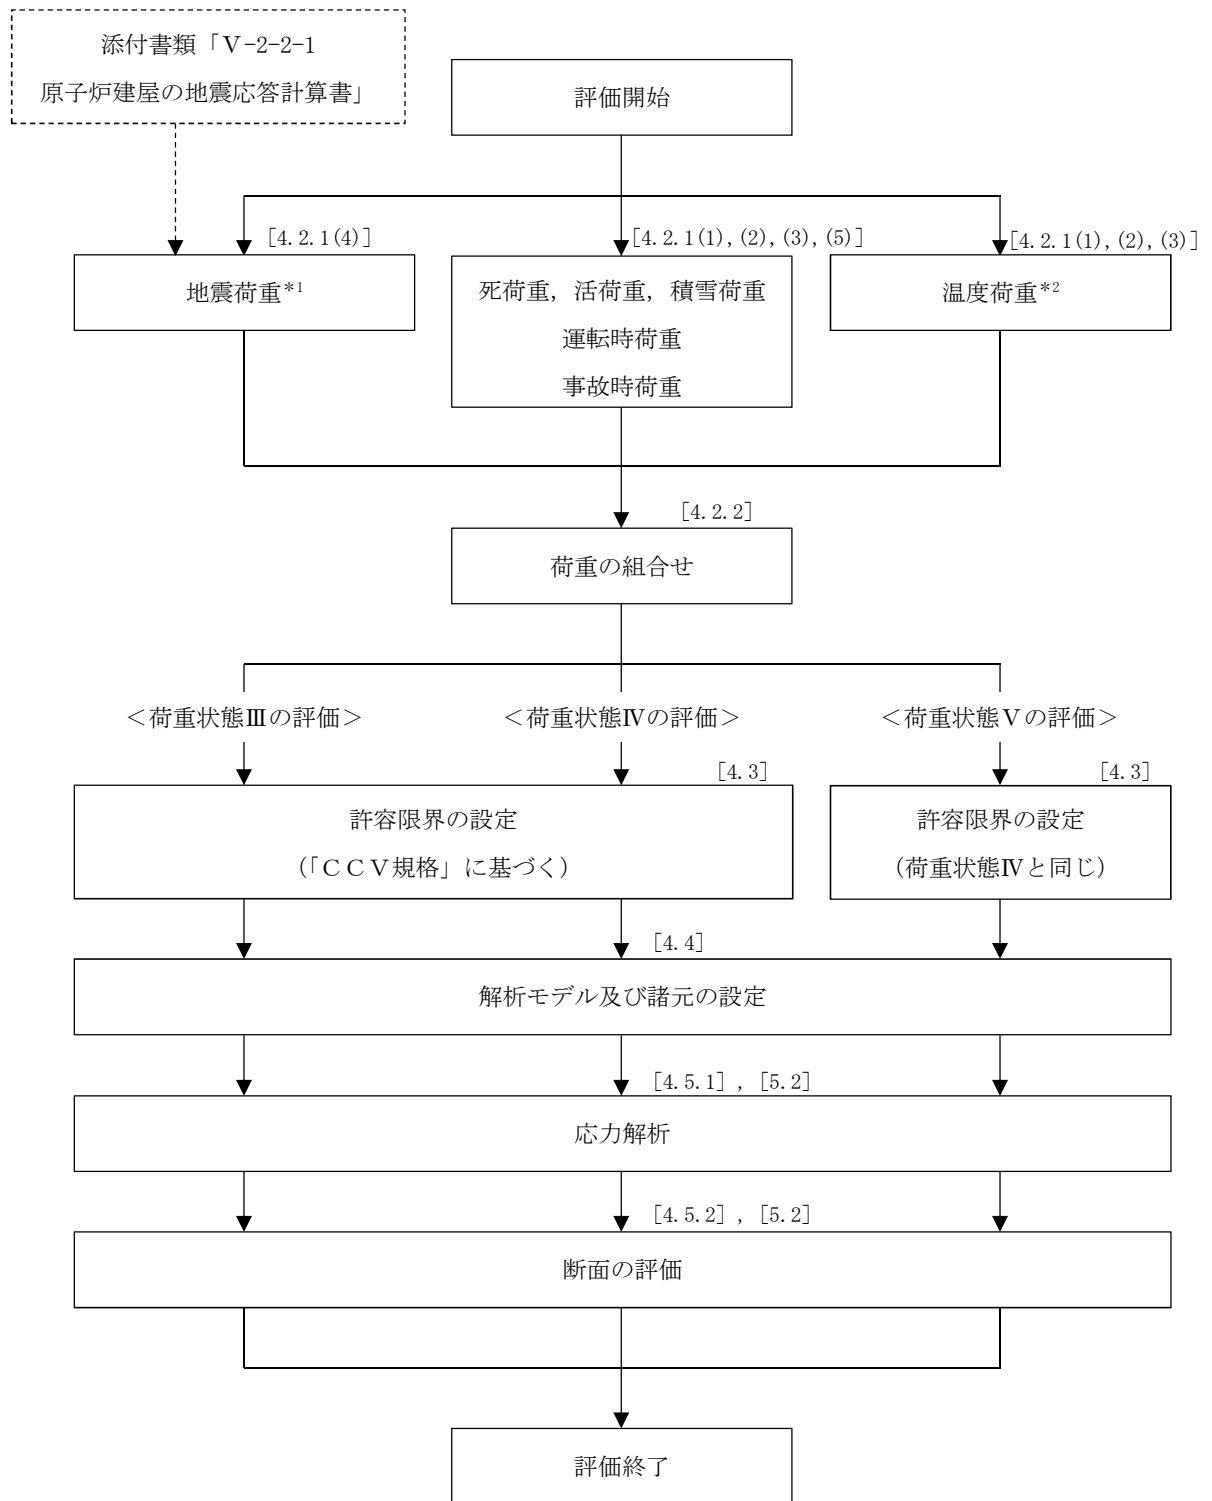 添付書類「Ⅴ-2-2-1
原子炉建屋の地震応答計算書」
評価開始
[4.2.1(4)]
[4.2.1(1),(2),(3),(5)]
[4.2.1(1),(2),(3)]
地震荷重*1
死荷重，活荷重，積雪荷重
運転時荷重
事故時荷重
温度荷重*2
[4.2.2]
荷重の組合せ
＜荷重状態Ⅲの評価＞
＜荷重状態Ⅳの評価＞
＜荷重状態Ⅴの評価＞
[4.3]
[4.3]
許容限界の設定
（「ＣＣＶ規格」に基づく）
許容限界の設定
（荷重状態Ⅳと同じ）
[4.4]
解析モデル及び諸元の設定
[4.5.1] , [5.2]
応力解析
[4.5.2] , [5.2]
断面の評価
評価終了